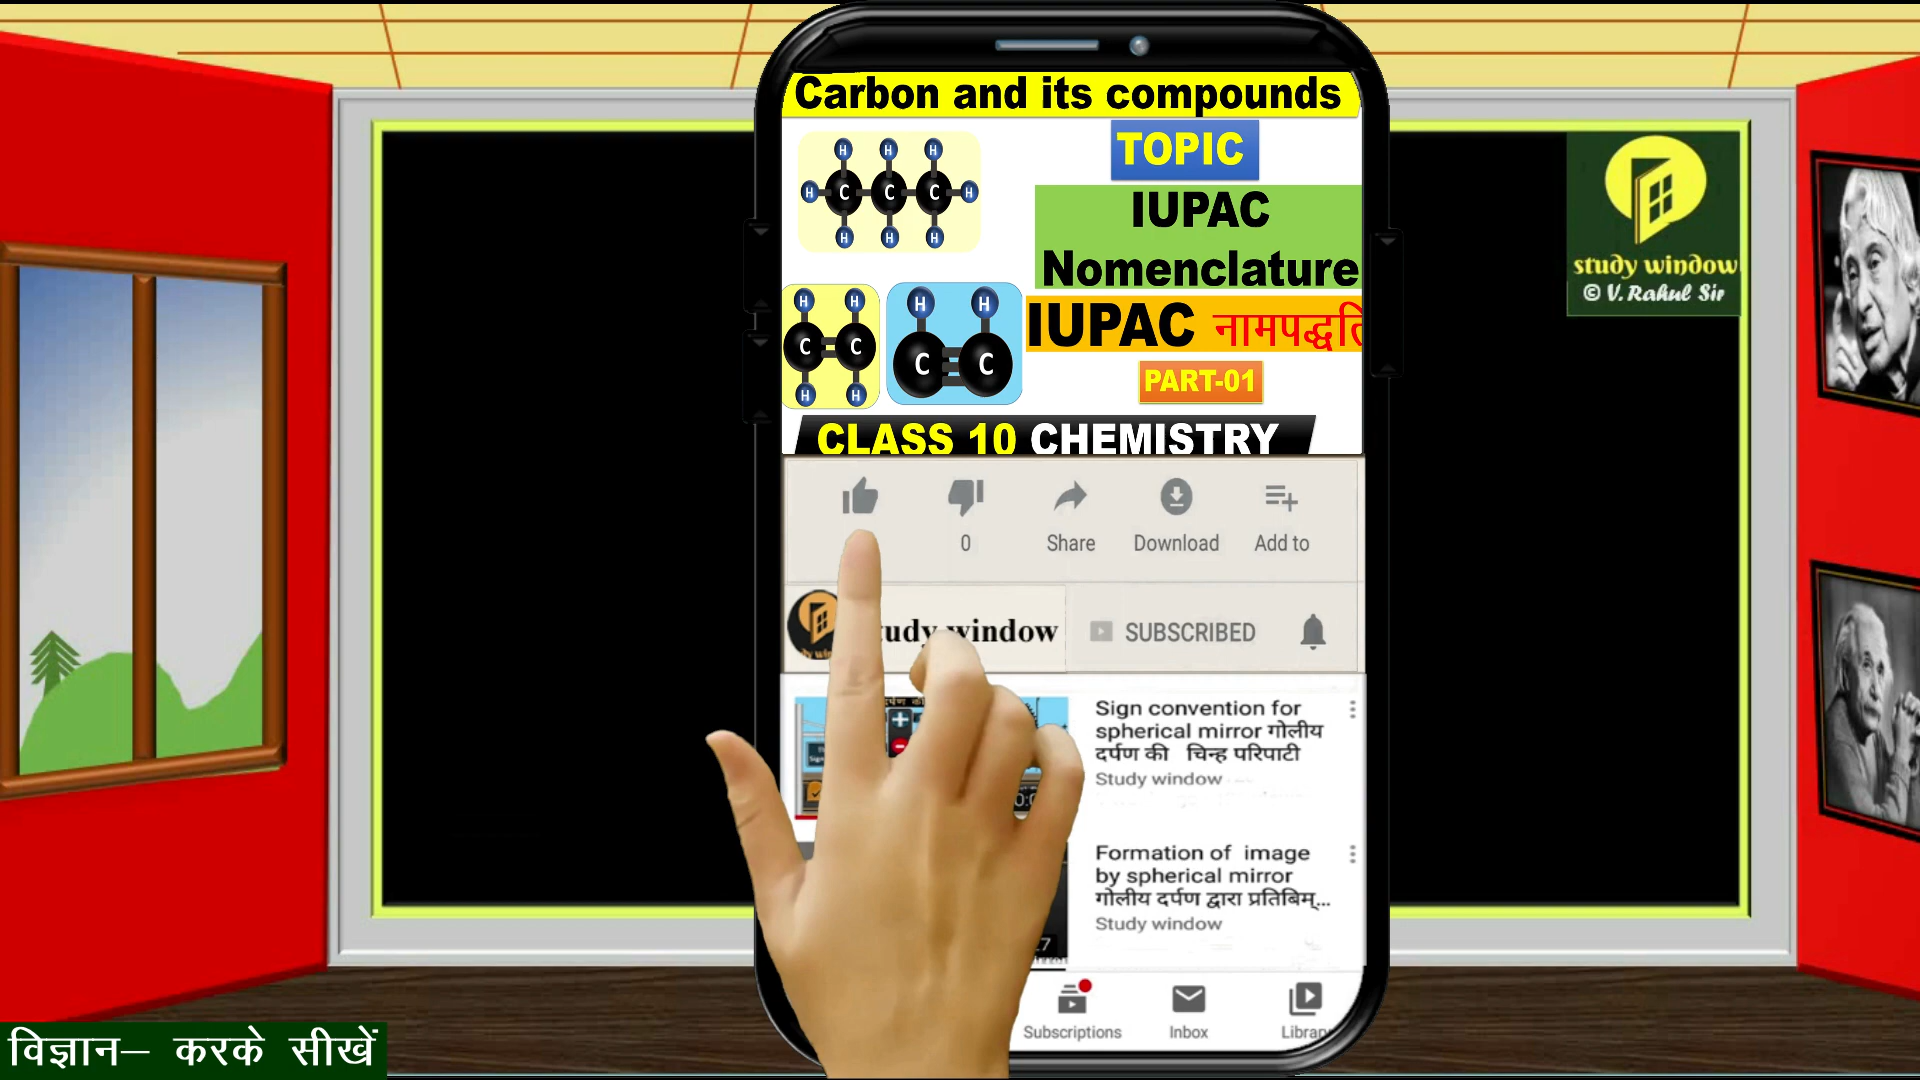 Carbon and its compounds
TOPIC
IUPAC
Nomenclature
IUPAC नामपद्धति
PART-01
CLASS 10 CHEMISTRY
H H H
H C C C H
H H H
H H
C C
H H
H H
C C
study window
© V. Rahul Sir
0 Share Download Add to
tudy window SUBSCRIBED
Sign convention for
spherical mirror गोलीय
दर्पण की चिन्ह परिपाटी
Study window
Formation of image
by spherical mirror
गोलीय दर्पण द्वारा प्रतिबिम्...
Study window
Subscriptions Inbox Library
विज्ञान– करके सीखें